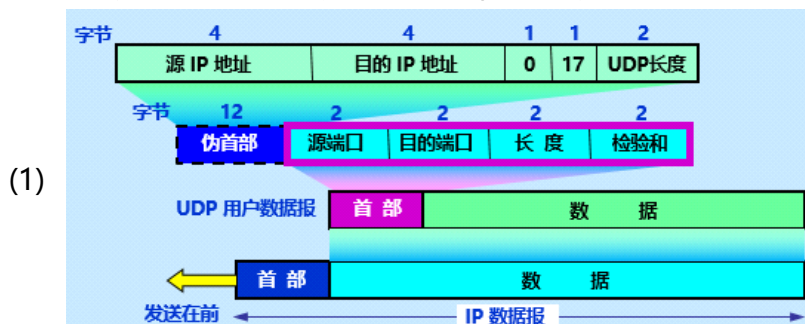 字节 4 4 1 1 2
源 IP 地址 目的 IP 地址 0 17 UDP长度
字节 12 2 2 2 2
伪首部 源端口 目的端口 长 度 检验和
(1)
UDP 用户数据报 首 部 数 据
首 部 数 据
发送在前 IP 数据报